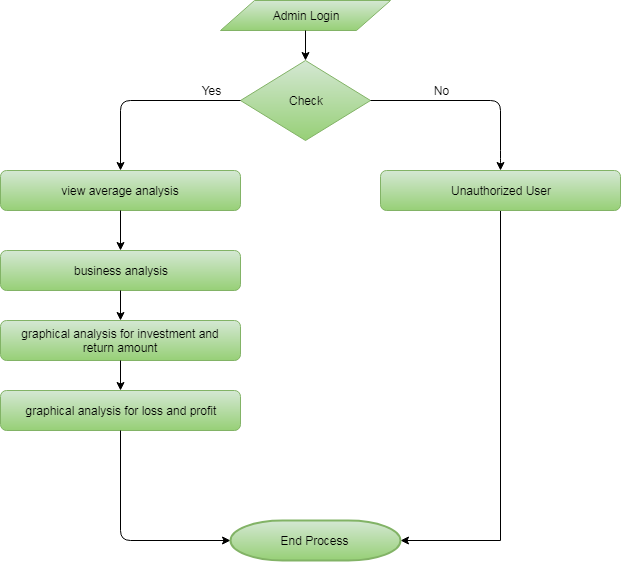 Admin Login
Check
Yes
No
view average analysis
Unauthorized User
business analysis
graphical analysis for investment and
return amount
graphical analysis for loss and profit
End Process